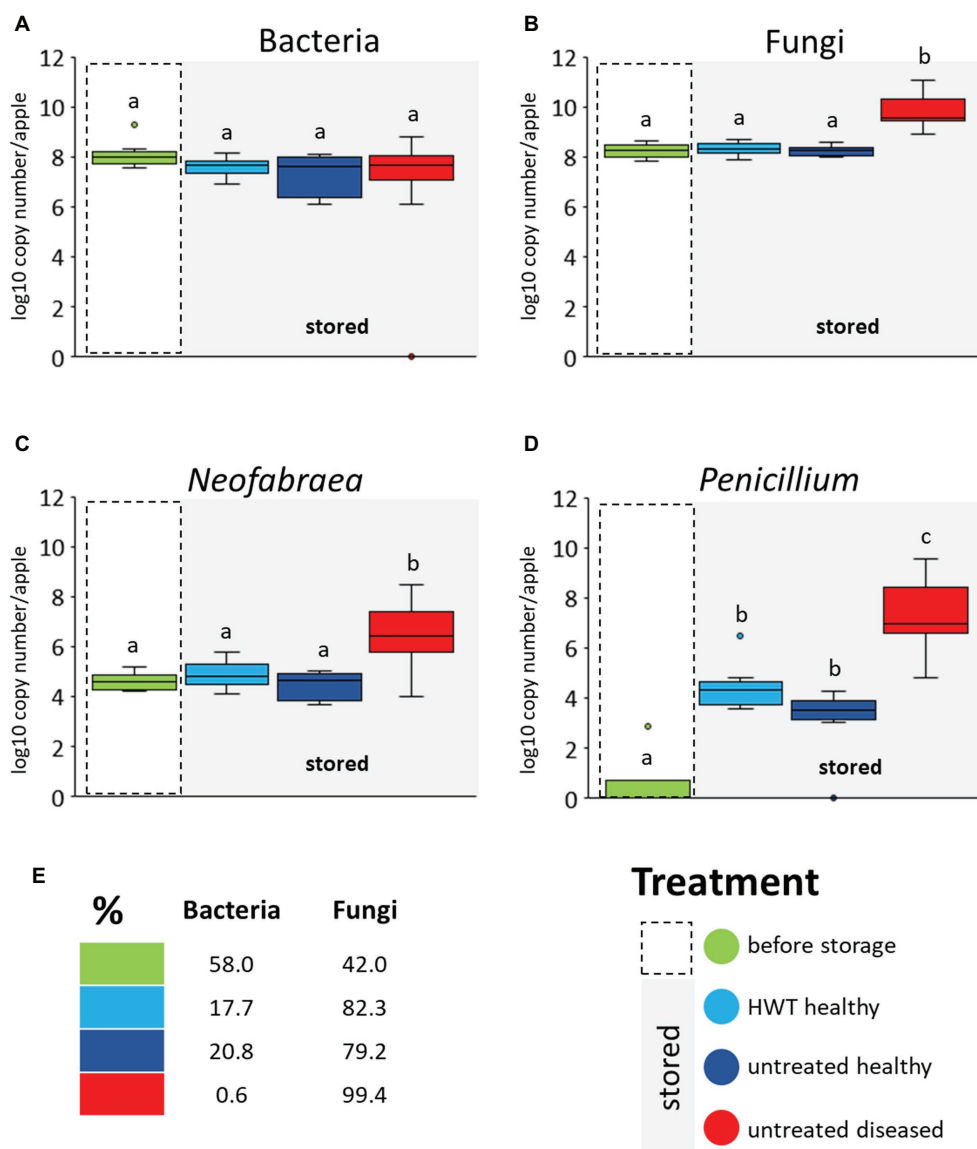 A
Bacteria
log10 copy number/apple
12
10
8
6
4
2
0
a
a
a
a
stored
B
Fungi
log10 copy number/apple
12
10
8
6
4
2
0
a
a
a
b
stored
C
Neofabraea
log10 copy number/apple
12
10
8
6
4
2
0
a
a
a
b
stored
D
Penicillium
log10 copy number/apple
12
10
8
6
4
2
0
a
b
b
c
stored
E
% Bacteria Fungi
58.0 42.0
17.7 82.3
20.8 79.2
0.6 99.4
Treatment
before storage
stored
HWT healthy
untreated healthy
untreated diseased